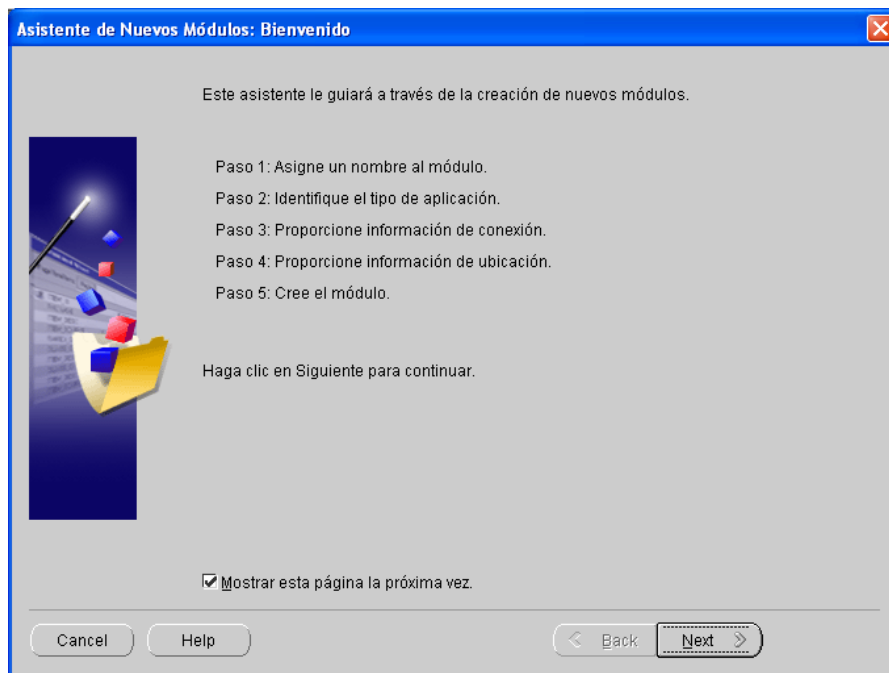 Asistente de Nuevos Módulos: Bienvenido
Este asistente le guiará a través de la creación de nuevos módulos.
Paso 1: Asigne un nombre al módulo.
Paso 2: Identifique el tipo de aplicación.
Paso 3: Proporcione información de conexión.
Paso 4: Proporcione información de ubicación.
Paso 5: Cree el módulo.
Haga clic en Siguiente para continuar.
Mostrar esta página la próxima vez.
Cancel Help Back Next